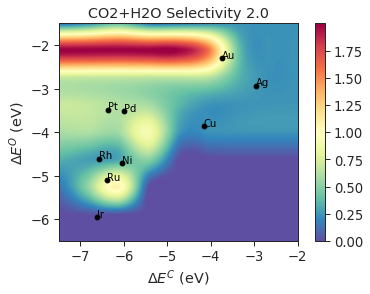 CO2+H2O Selectivity 2.0
−2
−3
−4
−5
−6
ΔE^O (eV)
Au
Ag
Pt
Pd
Cu
Rh
Ni
Ru
Ir
−7 −6 −5 −4 −3 −2
ΔE^C (eV)
1.75
1.50
1.25
1.00
0.75
0.50
0.25
0.00